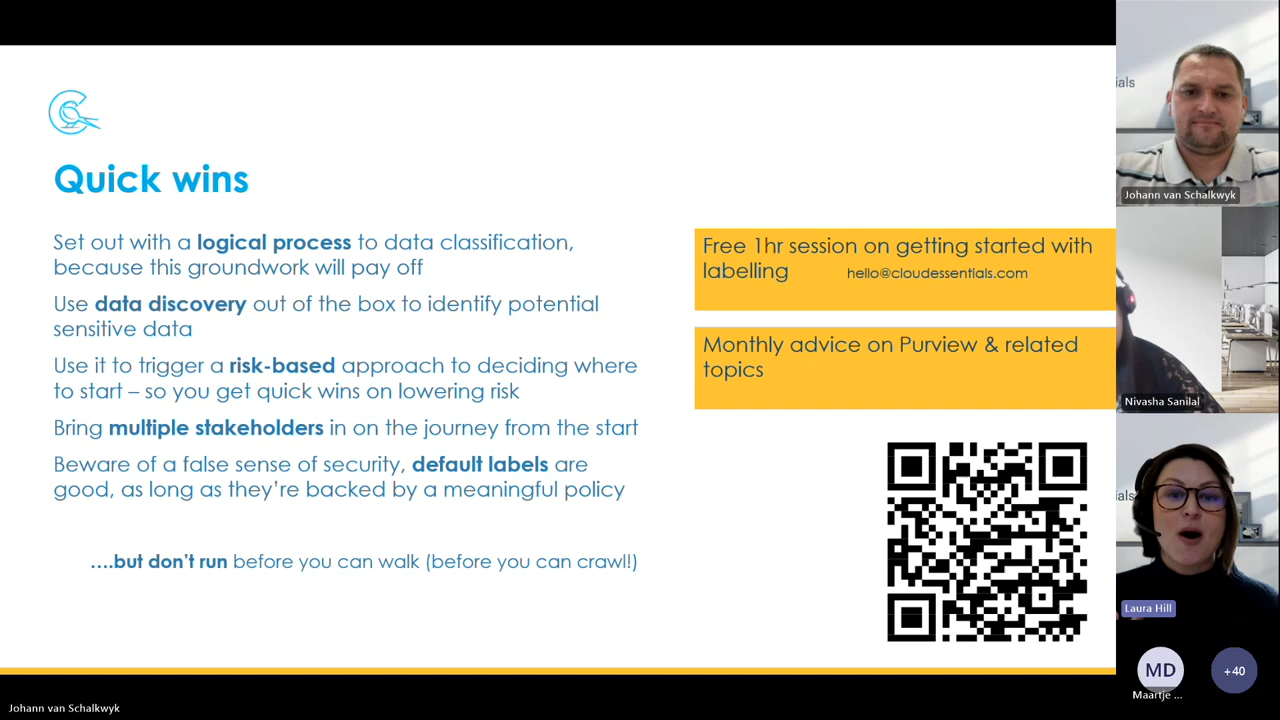 Quick wins
Set out with a logical process to data classification,
because this groundwork will pay off
Use data discovery out of the box to identify potential
sensitive data
Use it to trigger a risk-based approach to deciding where
to start – so you get quick wins on lowering risk
Bring multiple stakeholders in on the journey from the start
Beware of a false sense of security, default labels are
good, as long as they’re backed by a meaningful policy
....but don’t run before you can walk (before you can crawl!)
Free 1hr session on getting started with
labelling hello@cloudessentials.com
Monthly advice on Purview & related
topics
ials
Johann van Schalkwyk
Nivasha Sanilal
ials
Laura Hill
MD
+40
Maartje ...
Johann van Schalkwyk